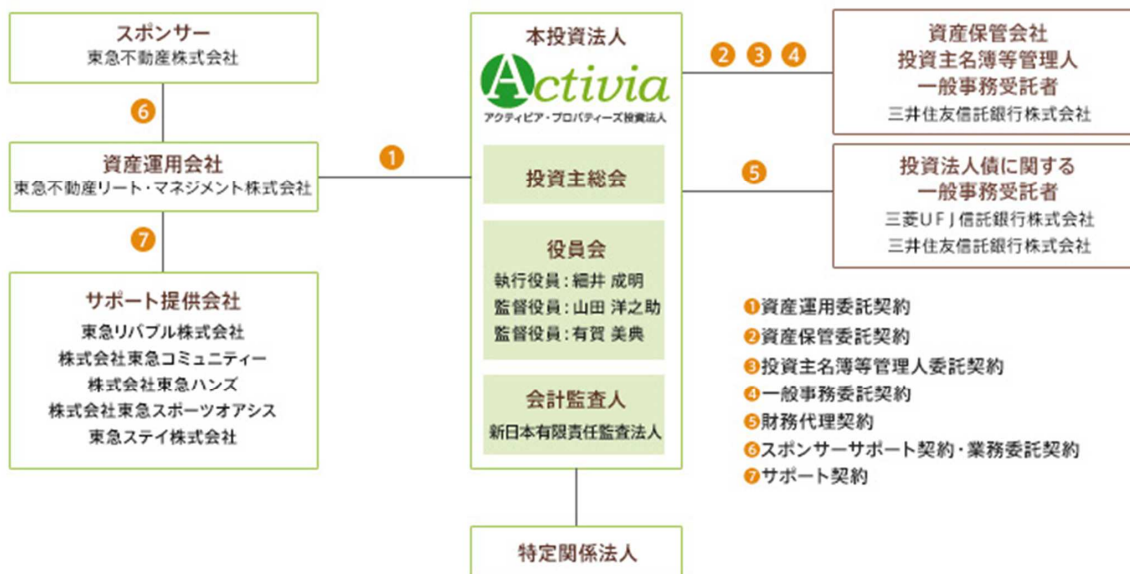 スポンサー
東急不動産株式会社
❻
資産運用会社
東急不動産リート・マネジメント株式会社
❼
サポート提供会社
東急リバブル株式会社
株式会社東急コミュニティー
株式会社東急ハンズ
株式会社東急スポーツオアシス
東急ステイ株式会社
❶
本投資法人
Activia
アクティビア・プロパティーズ投資法人
投資主総会
役員会
執行役員：細井 成明
監督役員：山田 洋之助
監督役員：有賀 美典
会計監査人
新日本有限責任監査法人
特定関係法人
❷ ❸ ❹
資産保管会社
投資主名簿等管理人
一般事務受託者
三井住友信託銀行株式会社
❺
投資法人債に関する
一般事務受託者
三菱UFJ信託銀行株式会社
三井住友信託銀行株式会社
❶資産運用委託契約
❷資産保管委託契約
❸投資主名簿等管理人委託契約
❹一般事務委託契約
❺財務代理契約
❻スポンサーサポート契約・業務委託契約
❼サポート契約